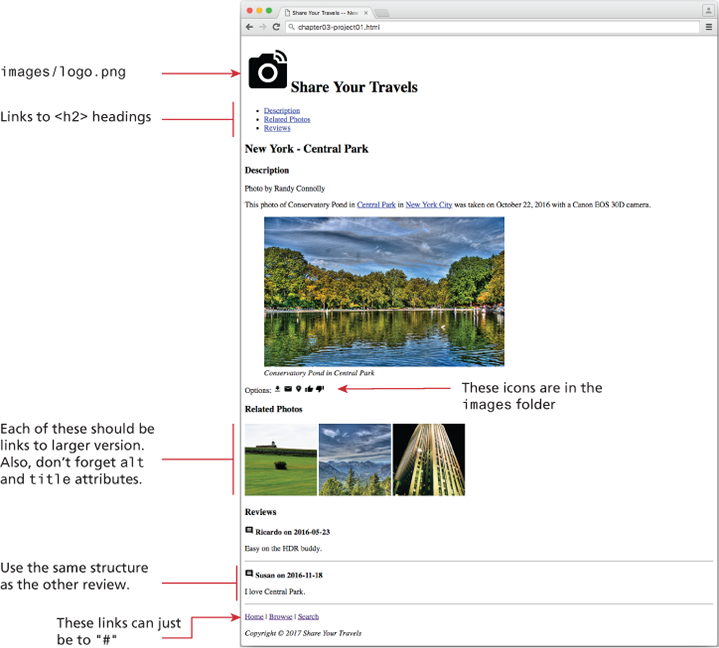 Share Your Travels -- New
chapter03-project01.html
images/logo.png
Share Your Travels
Links to <h2> headings
Description
Related Photos
Reviews
New York - Central Park
Description
Photo by Randy Connolly
This photo of Conservatory Pond in Central Park in New York City was taken on October 22, 2016 with a Canon EOS 30D camera.
Conservatory Pond in Central Park
Options:
These icons are in the
images folder
Related Photos
Each of these should be
links to larger version.
Also, don't forget alt
and title attributes.
Reviews
Ricardo on 2016-05-23
Easy on the HDR buddy.
Use the same structure
as the other review.
Susan on 2016-11-18
I love Central Park.
These links can just
be to "#"
Home | Browse | Search
Copyright © 2017 Share Your Travels